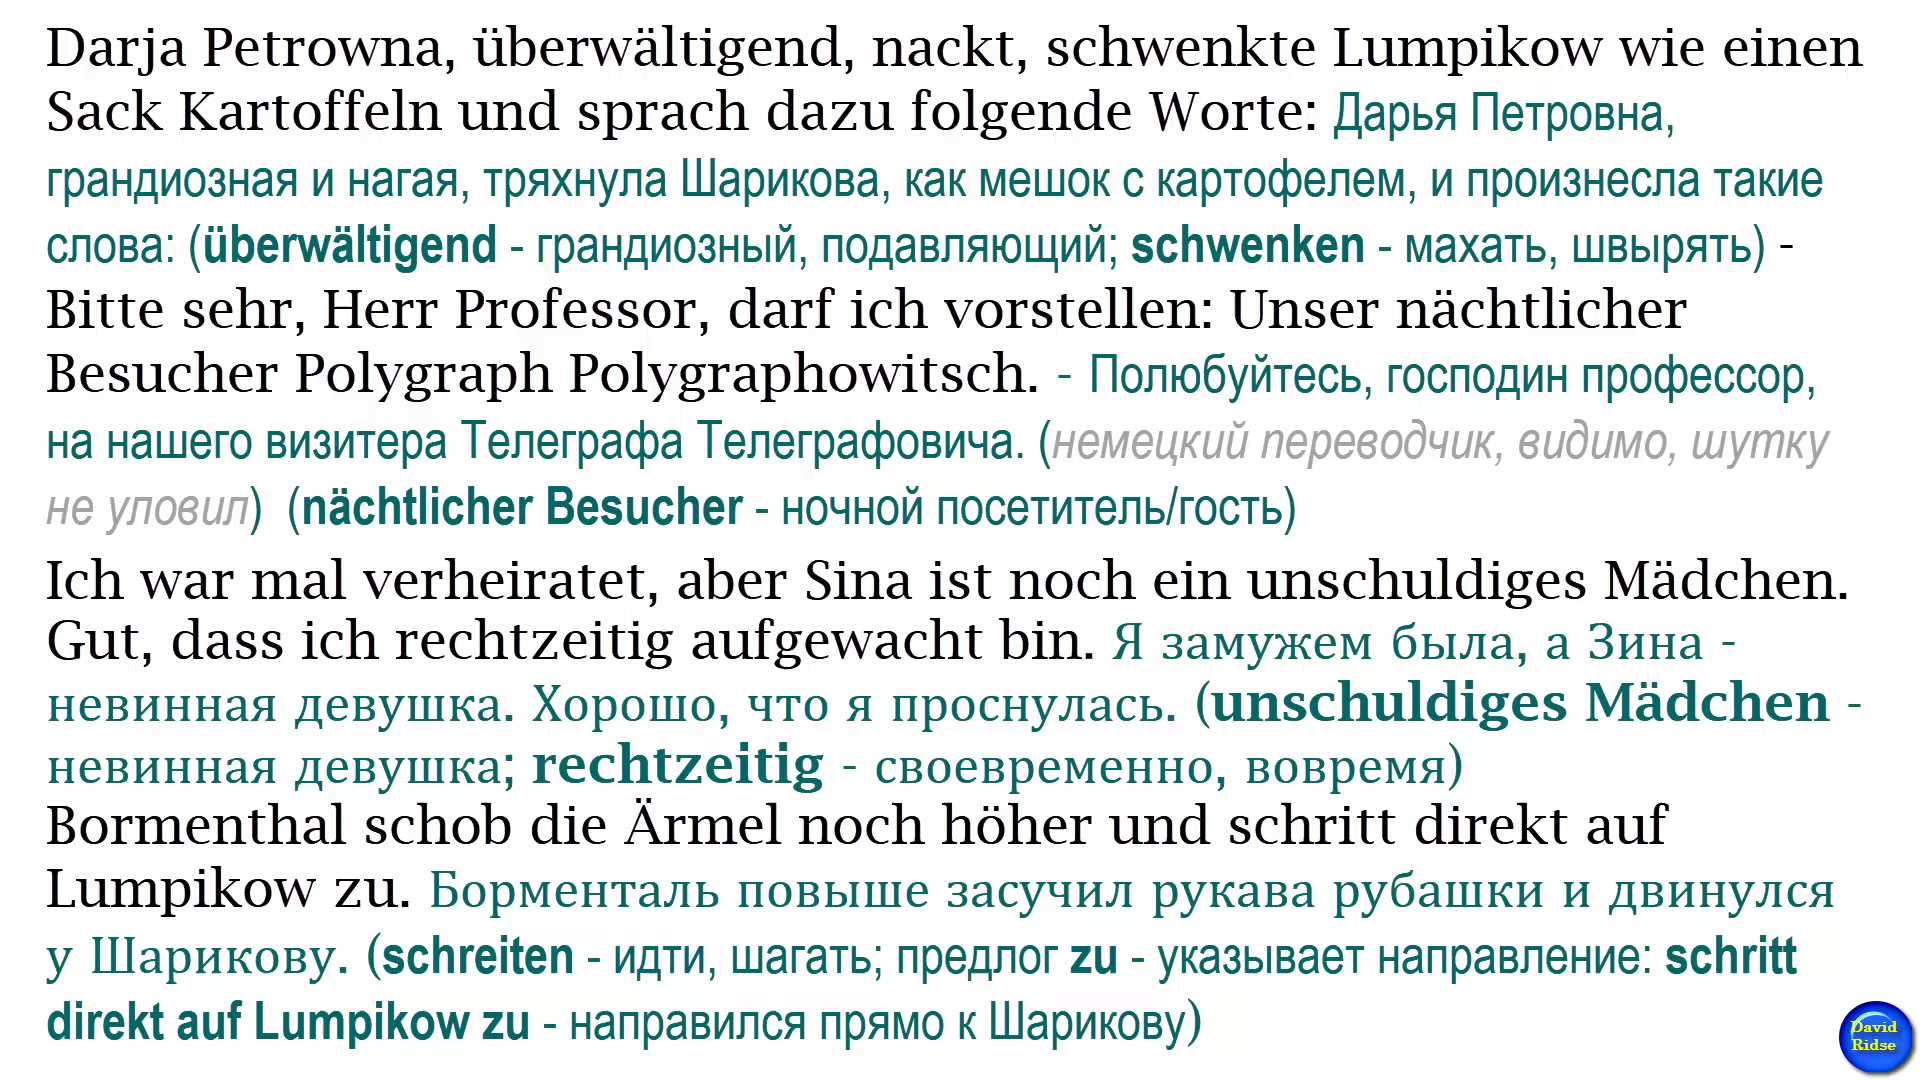 Darja Petrowna, überwältigend, nackt, schwenkte Lumpikow wie einen
Sack Kartoffeln und sprach dazu folgende Worte: Дарья Петровна,
грандиозная и нагая, тряхнула Шарикова, как мешок с картофелем, и произнесла такие
слова: (überwältigend - грандиозный, подавляющий; schwenken - махать, швырять) -
Bitte sehr, Herr Professor, darf ich vorstellen: Unser nächtlicher
Besucher Polygraph Polygraphowitsch. - Полюбуйтесь, господин профессор,
на нашего визитера Телеграфа Телеграфовича. (немецкий переводчик, видимо, шутку
не уловил) (nächtlicher Besucher - ночной посетитель/гость)
Ich war mal verheiratet, aber Sina ist noch ein unschuldiges Mädchen.
Gut, dass ich rechtzeitig aufgewacht bin. Я замужем была, а Зина -
невинная девушка. Хорошо, что я проснулась. (unschuldiges Mädchen -
невинная девушка; rechtzeitig - своевременно, вовремя)
Bormenthal schob die Ärmel noch höher und schritt direkt auf
Lumpikow zu. Борменталь повыше засучил рукава рубашки и двинулся
у Шарикову. (schreiten - идти, шагать; предлог zu - указывает направление: schritt
direkt auf Lumpikow zu - направился прямо к Шарикову)
David
Ridse